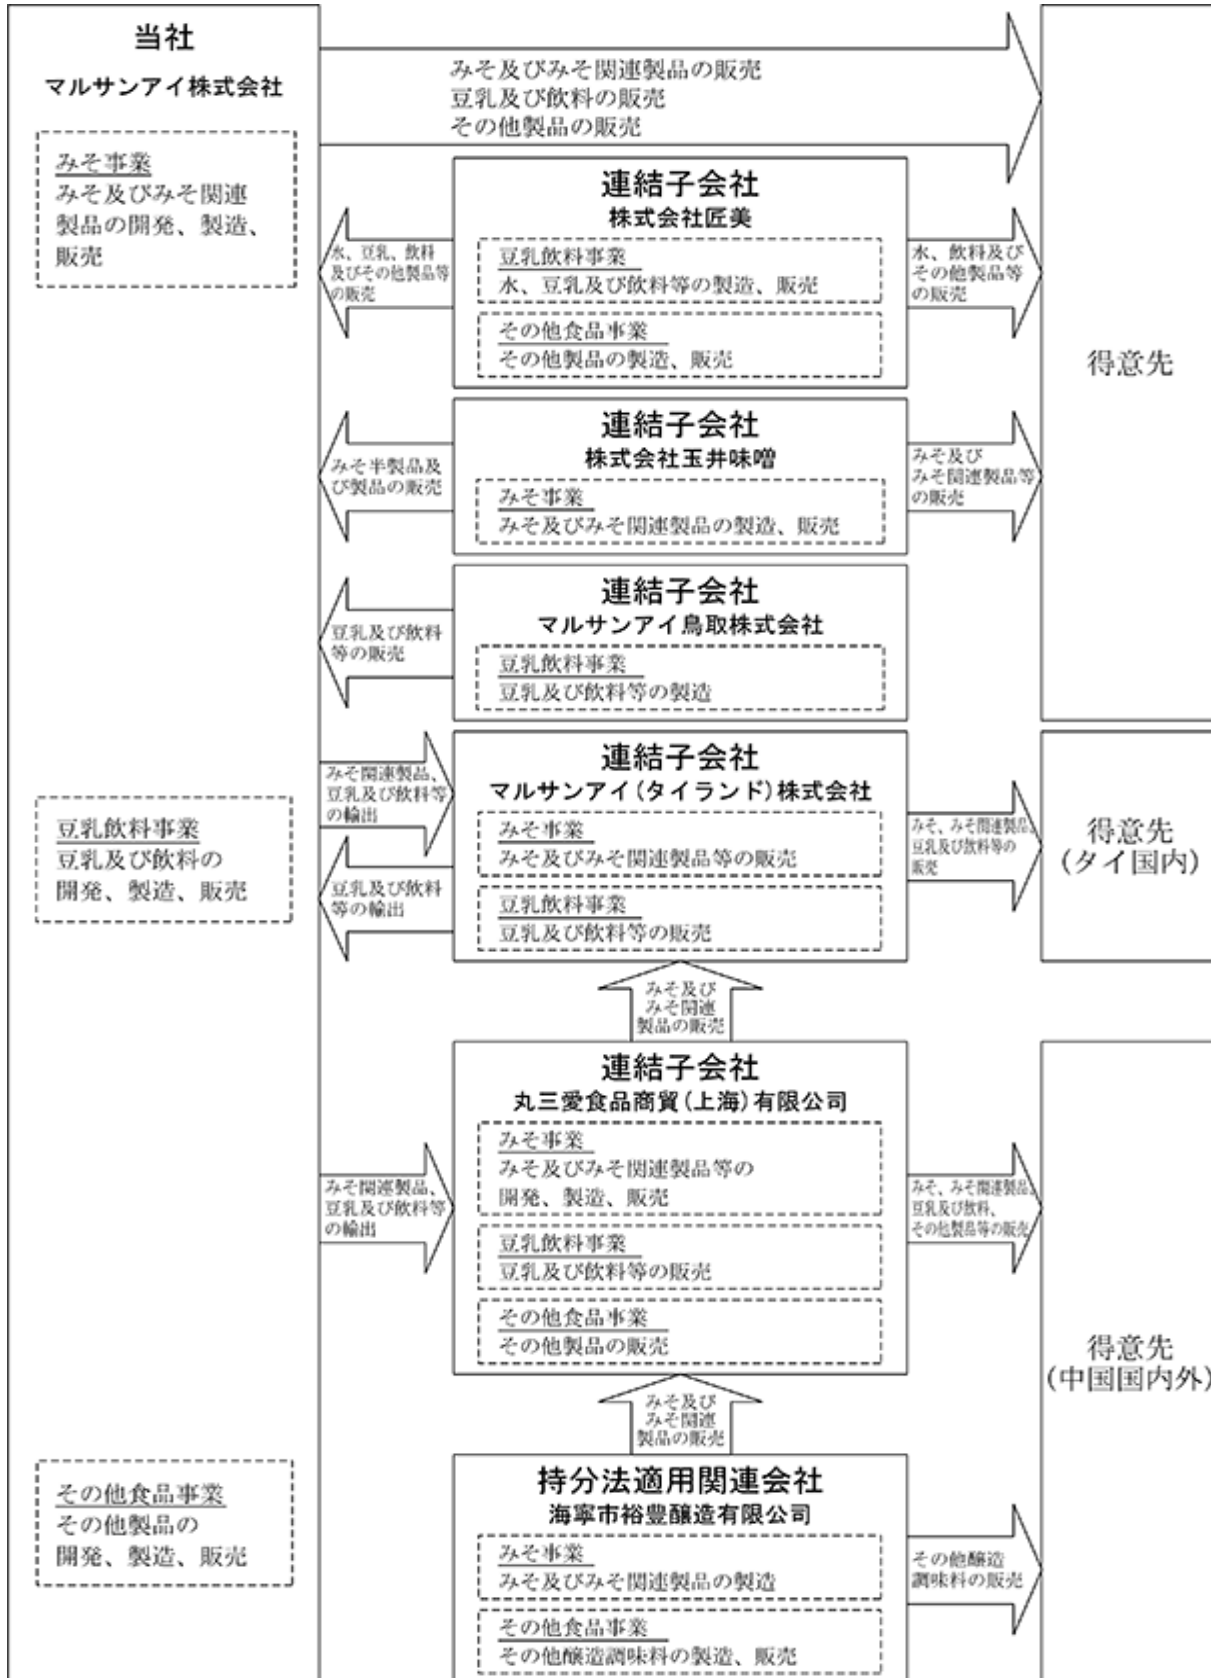 当社
マルサンアイ株式会社
みそ事業
みそ及びみそ関連
製品の開発、製造、
販売
豆乳飲料事業
豆乳及び飲料の
開発、製造、販売
その他食品事業
その他製品の
開発、製造、販売
みそ及びみそ関連製品の販売
豆乳及び飲料の販売
その他製品の販売
連結子会社
株式会社匠美
豆乳飲料事業
水、豆乳及び飲料等の製造、販売
その他食品事業
その他製品の製造、販売
水、豆乳、飲料
及びその他製品等
の販売
水、飲料及び
その他製品等
の販売
連結子会社
株式会社玉井味噌
みそ事業
みそ及びみそ関連製品の製造、販売
みそ半製品及
び製品の販売
みそ及び
みそ関連製品等
の販売
連結子会社
マルサンアイ鳥取株式会社
豆乳飲料事業
豆乳及び飲料等の製造
豆乳及び飲料
等の販売
得意先
連結子会社
マルサンアイ(タイランド)株式会社
みそ事業
みそ及びみそ関連製品等の販売
豆乳飲料事業
豆乳及び飲料等の販売
みそ関連製品、
豆乳及び飲料等
の輸出
豆乳及び飲料
等の輸出
みそ、みそ関連製品、
豆乳及び飲料等の
販売
得意先
(タイ国内)
みそ及び
みそ関連
製品の販売
連結子会社
丸三愛食品商貿(上海)有限公司
みそ事業
みそ及びみそ関連製品等の
開発、製造、販売
豆乳飲料事業
豆乳及び飲料等の販売
その他食品事業
その他製品の販売
みそ関連製品、
豆乳及び飲料等
の輸出
みそ、みそ関連製品、
豆乳及び飲料、
その他製品等の販売
得意先
(中国国内外)
みそ及び
みそ関連
製品の販売
持分法適用関連会社
海寧市裕豊醸造有限公司
みそ事業
みそ及びみそ関連製品の製造
その他食品事業
その他醸造調味料の製造、販売
その他醸造
調味料の販売